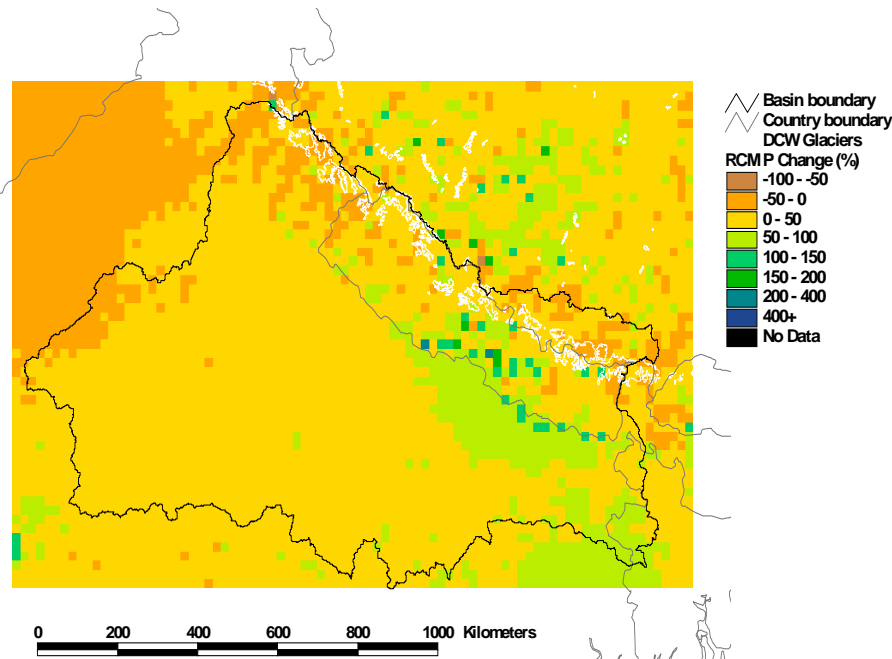 Basin boundary
Country boundary
DCW Glaciers
RCM P Change (%)
-100 - -50
-50 - 0
0 - 50
50 - 100
100 - 150
150 - 200
200 - 400
400+
No Data
0 200 400 600 800 1000 Kilometers